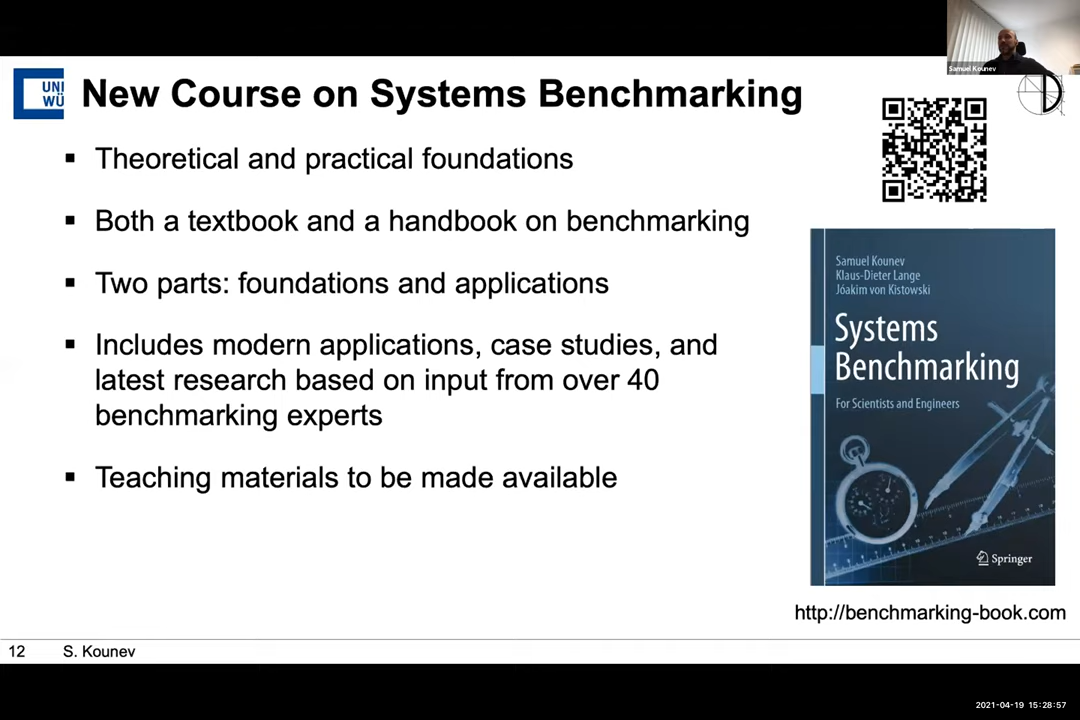 Samuel Kounev
UNI
WÜ
New Course on Systems Benchmarking
Theoretical and practical foundations
Both a textbook and a handbook on benchmarking
Two parts: foundations and applications
Includes modern applications, case studies, and
latest research based on input from over 40
benchmarking experts
Teaching materials to be made available
Samuel Kounev
Klaus-Dieter Lange
Jóakim von Kistowski
Systems
Benchmarking
For Scientists and Engineers
Springer
http://benchmarking-book.com
12
S. Kounev
2021-04-19 15:28:57